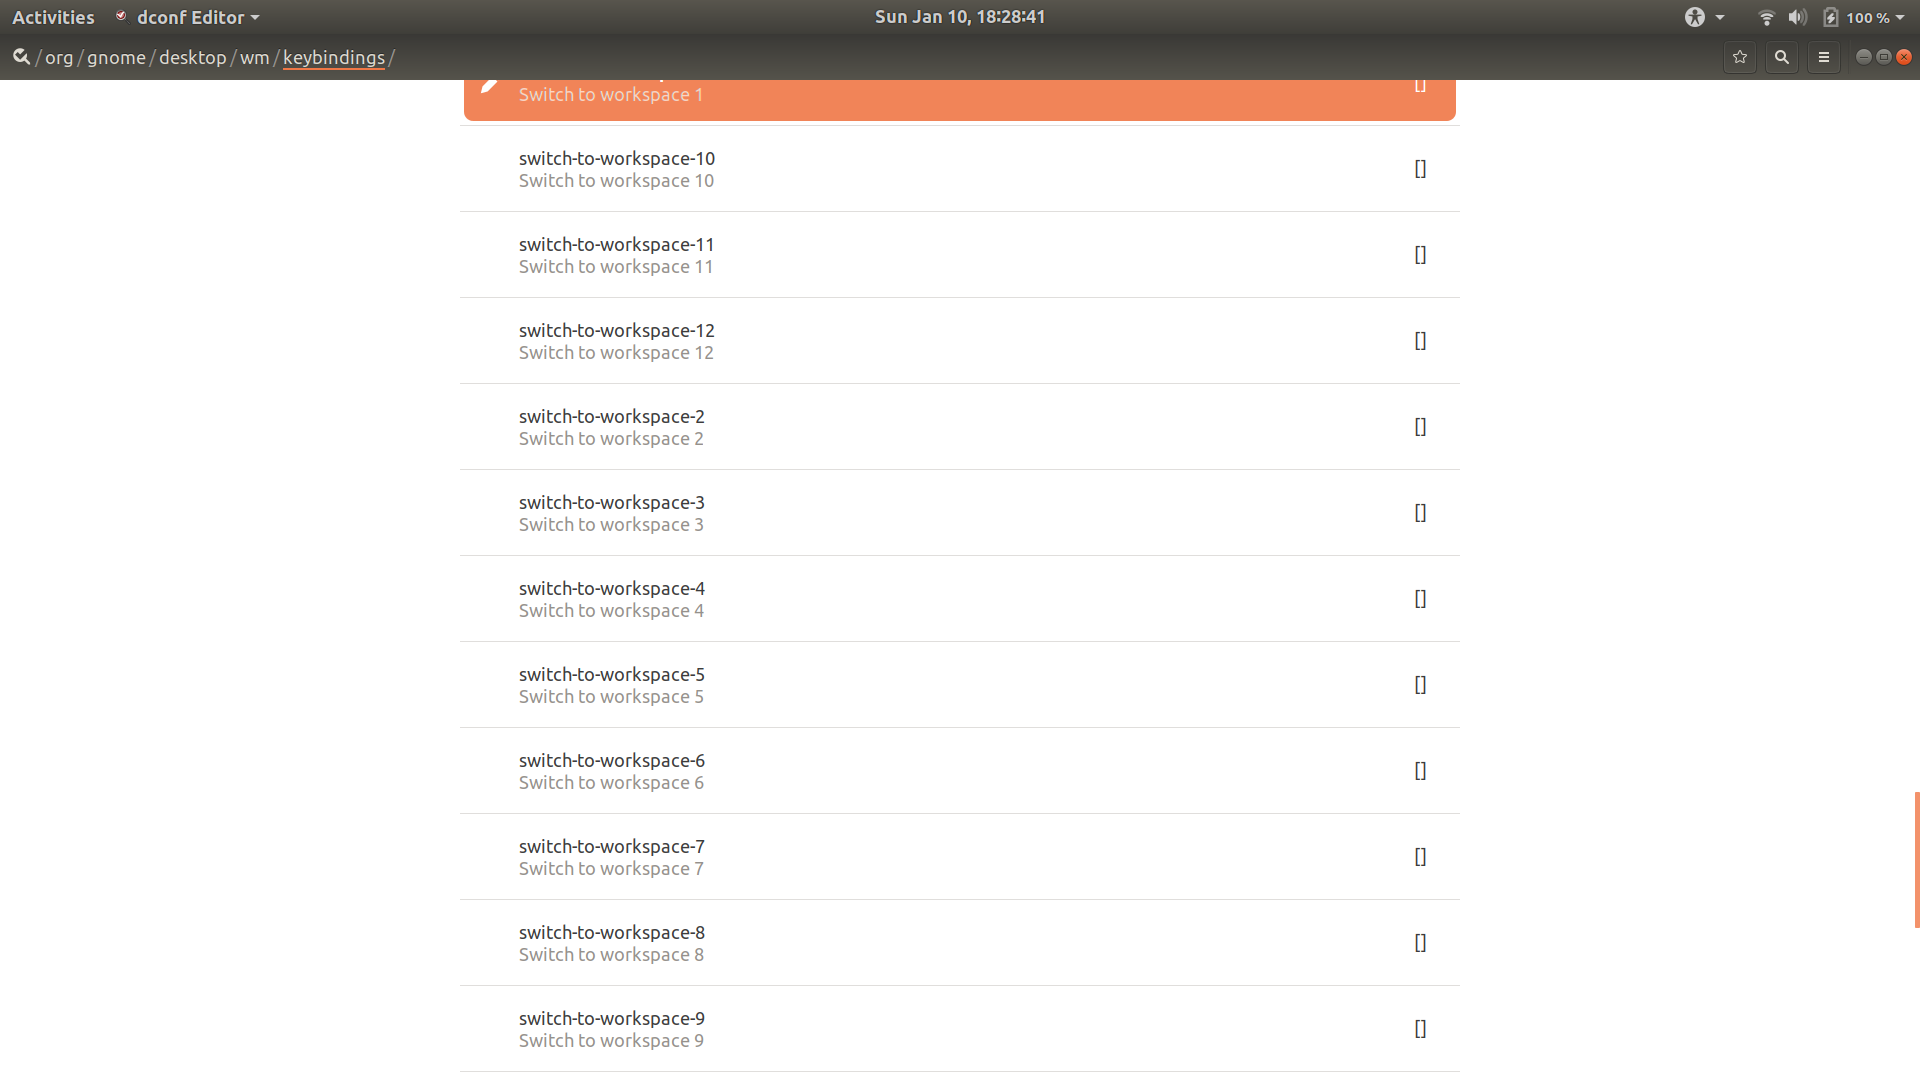 Activities dconf Editor Sun Jan 10, 18:28:41 100 %
/ org / gnome / desktop / wm / keybindings /
Switch to workspace 1 []
switch-to-workspace-10
Switch to workspace 10 []
switch-to-workspace-11
Switch to workspace 11 []
switch-to-workspace-12
Switch to workspace 12 []
switch-to-workspace-2
Switch to workspace 2 []
switch-to-workspace-3
Switch to workspace 3 []
switch-to-workspace-4
Switch to workspace 4 []
switch-to-workspace-5
Switch to workspace 5 []
switch-to-workspace-6
Switch to workspace 6 []
switch-to-workspace-7
Switch to workspace 7 []
switch-to-workspace-8
Switch to workspace 8 []
switch-to-workspace-9
Switch to workspace 9 []